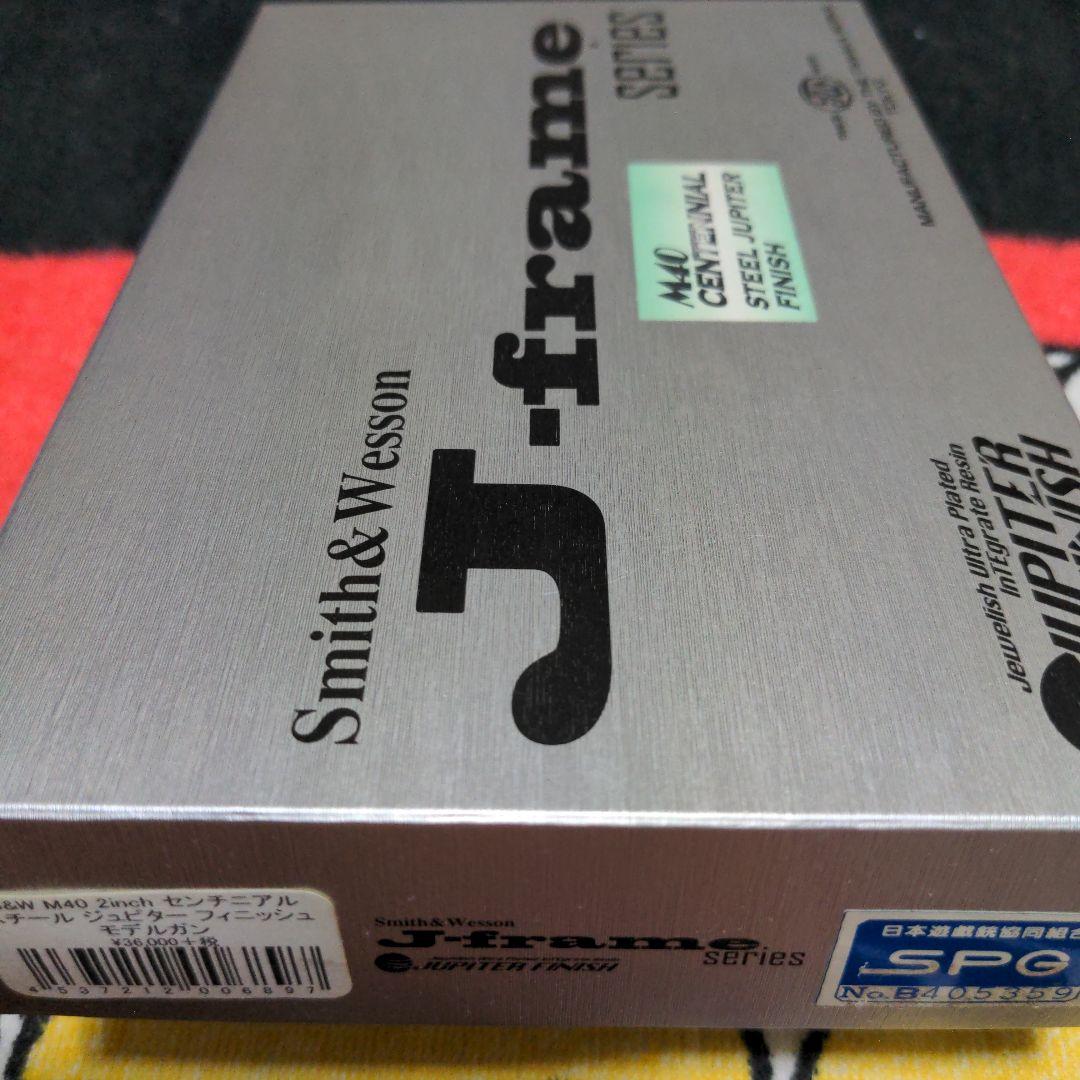 Smith&Wesson
J-frame
series
M40
CENTENNIAL
STEEL JUPITER
FINISH
Jewelish Ultra Plated
InTEgrate Resin
JUPITER
&W M40 2inch センチニアル
スチール ジュピター フィニッシュ
モデルガン
¥36,000+税
4537212006897
Smith&Wesson
J-frame
series
JUPITER FINISH
日本遊戯銃協同組合
SPG
No.B405359